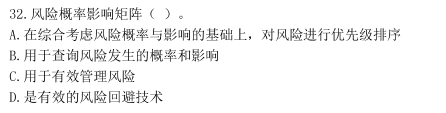 32.风险概率影响矩阵（ ）。
A.在综合考虑风险概率与影响的基础上，对风险进行优先级排序
B.用于查询风险发生的概率和影响
C.用于有效管理风险
D.是有效的风险回避技术